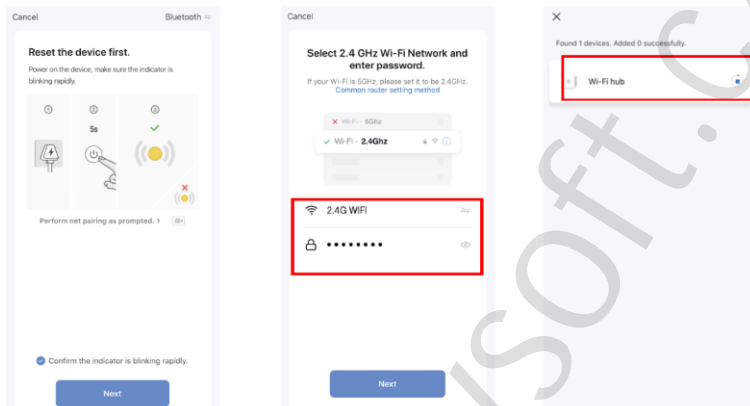 Cancel
Bluetooth
Reset the device first.
Power on the device, make sure the indicator is
blinking rapidly.
① ② ③
5s
Perform net pairing as prompted. >
Confirm the indicator is blinking rapidly.
Next
Cancel
Select 2.4 GHz Wi-Fi Network and
enter password.
If your Wi-Fi is 5GHz, please set it to be 2.4GHz.
Common router setting method
Wi-Fi - 5Ghz
Wi-Fi - 2.4Ghz
2.4G WIFI
••••••••
Next
Found 1 devices. Added 0 successfully.
Wi-Fi hub